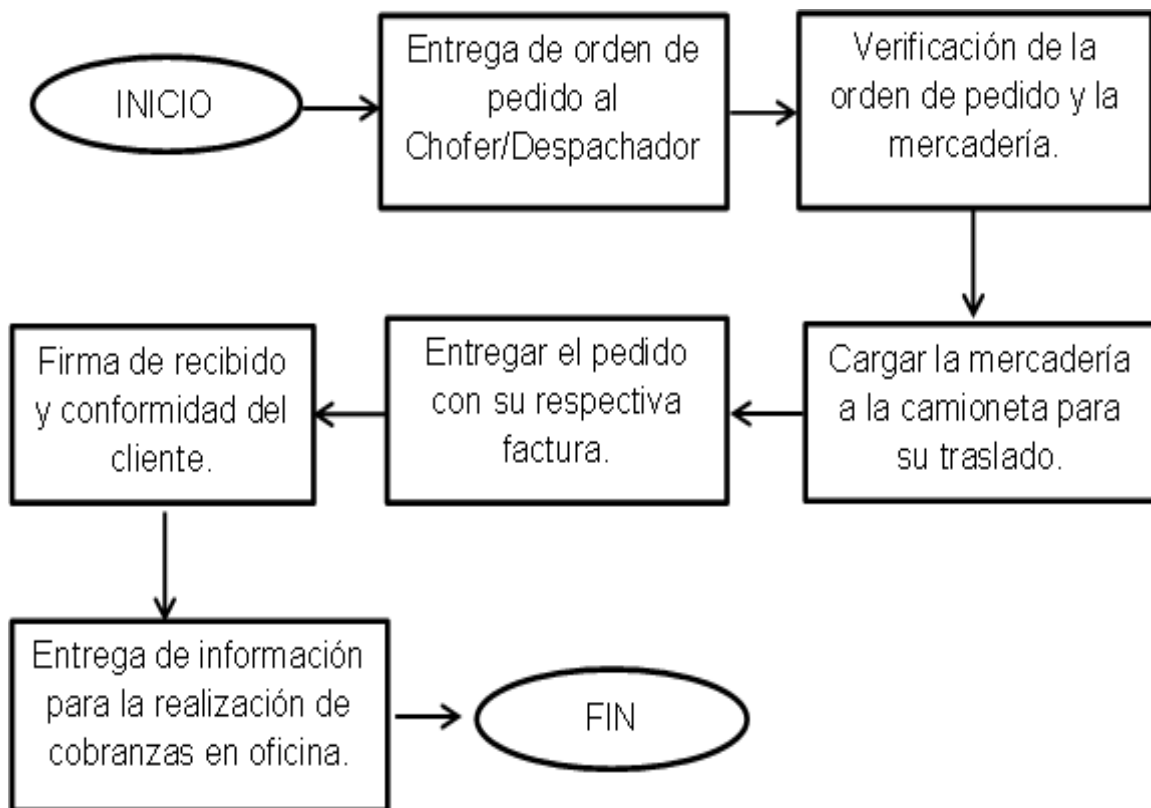 INICIO
Entrega de orden de
pedido al
Chofer/Despachador
Verificación de la
orden de pedido y la
mercadería.
Cargar la mercadería
a la camioneta para
su traslado.
Entregar el pedido
con su respectiva
factura.
Firma de recibido
y conformidad del
cliente.
Entrega de información
para la realización de
cobranzas en oficina.
FIN